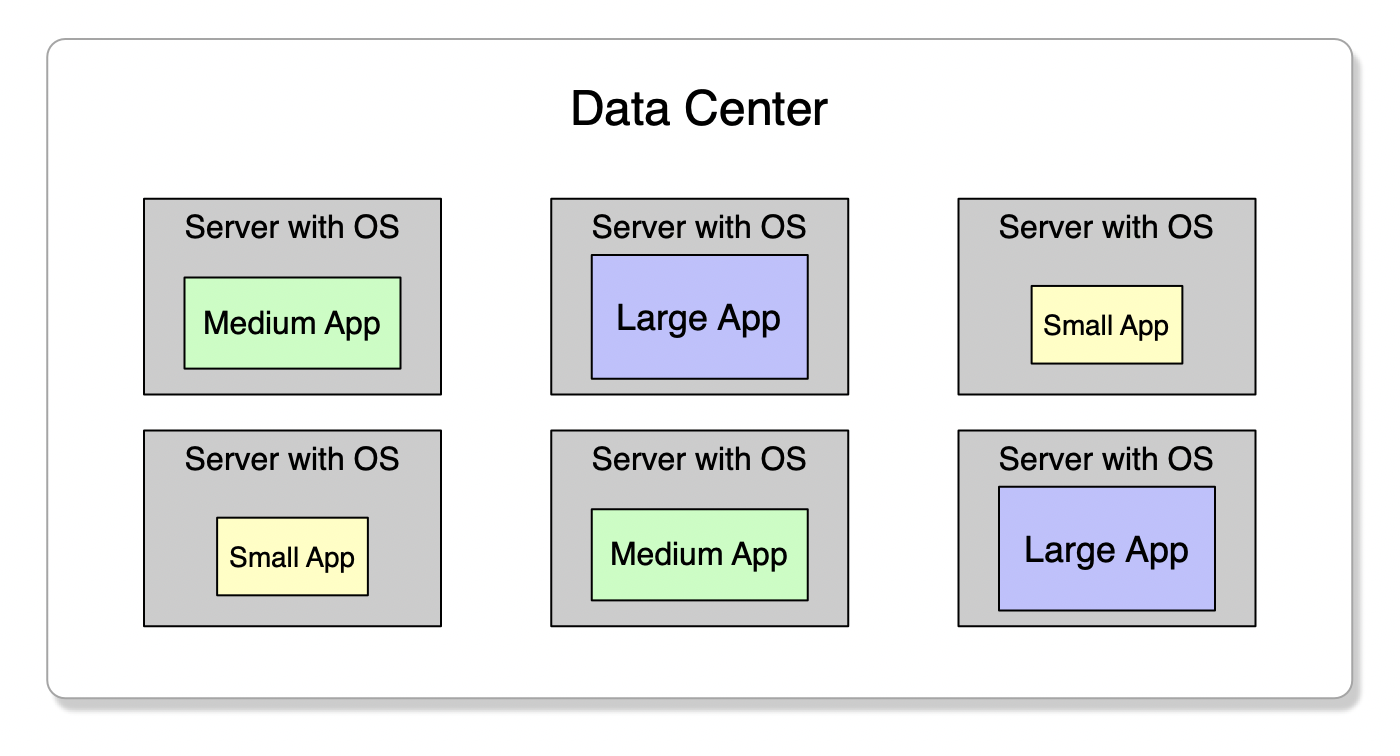 Data Center
Server with OS
Medium App
Server with OS
Large App
Server with OS
Small App
Server with OS
Small App
Server with OS
Medium App
Server with OS
Large App